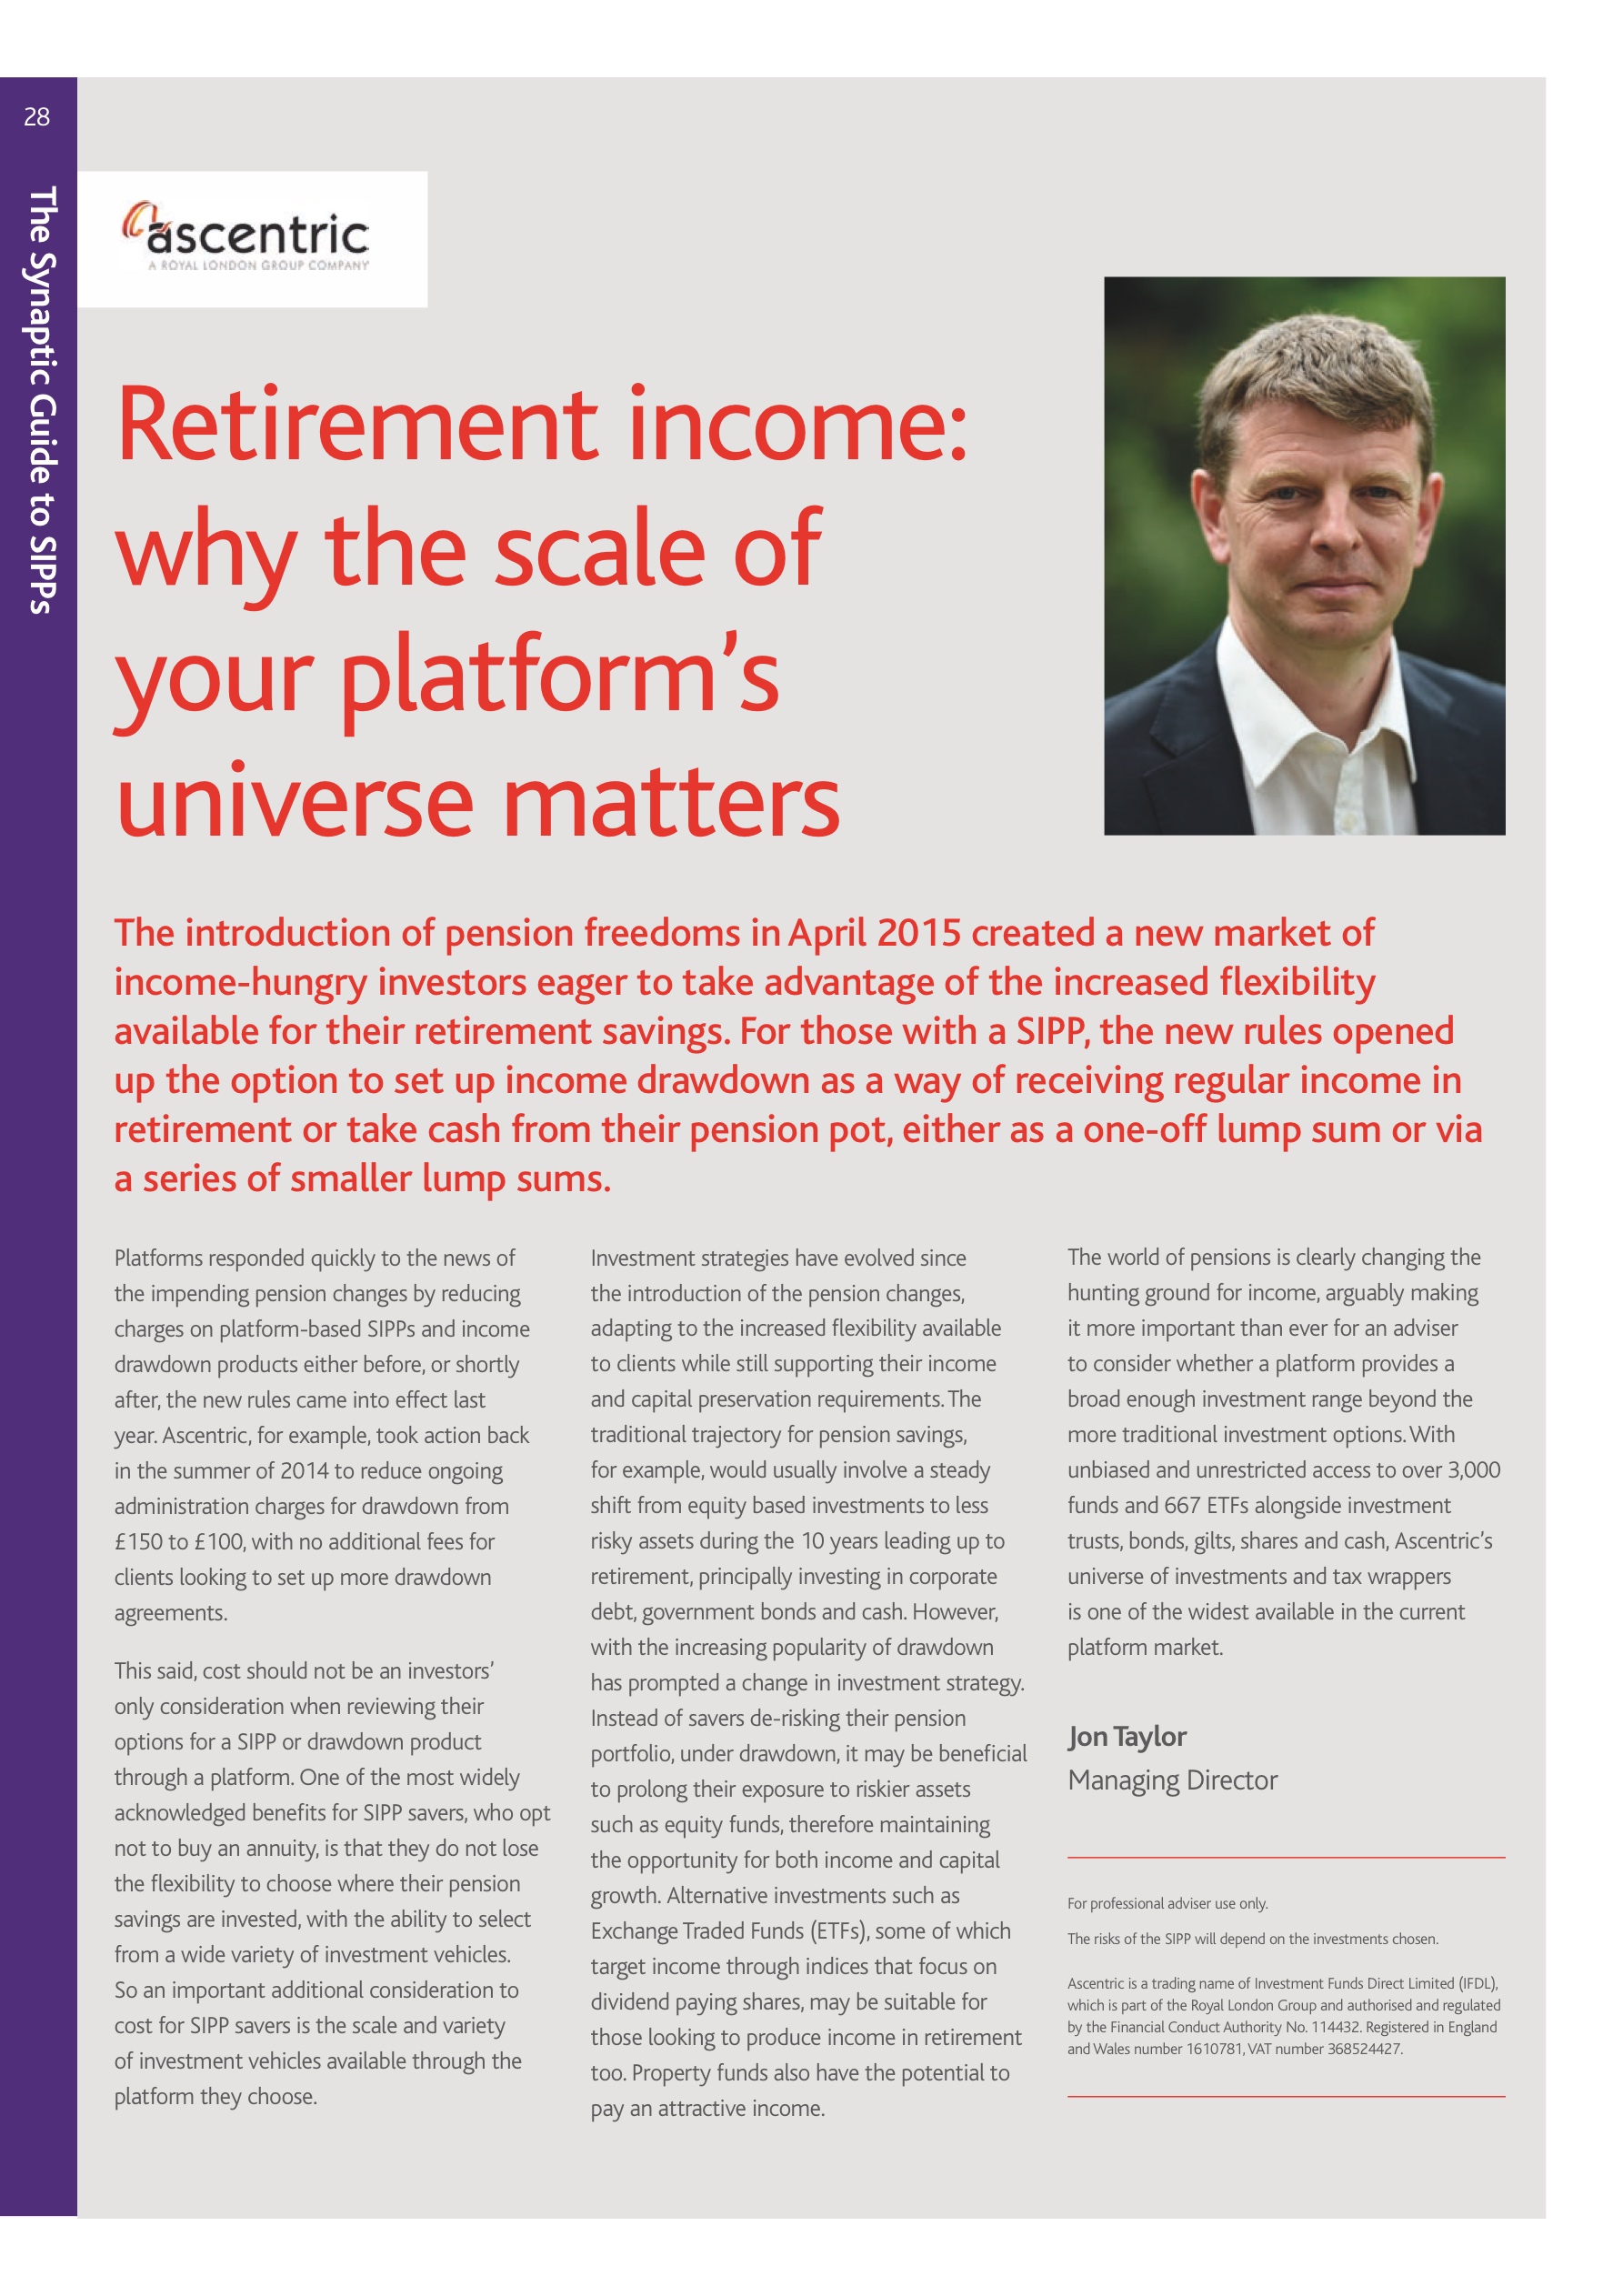 28
The Synaptic Guide to SIPPs
ascentric
A ROYAL LONDON GROUP COMPANY
Retirement income:
why the scale of
your platform’s
universe matters
The introduction of pension freedoms in April 2015 created a new market of
income-hungry investors eager to take advantage of the increased flexibility
available for their retirement savings. For those with a SIPP, the new rules opened
up the option to set up income drawdown as a way of receiving regular income in
retirement or take cash from their pension pot, either as a one-off lump sum or via
a series of smaller lump sums.
Platforms responded quickly to the news of
the impending pension changes by reducing
charges on platform-based SIPPs and income
drawdown products either before, or shortly
after, the new rules came into effect last
year. Ascentric, for example, took action back
in the summer of 2014 to reduce ongoing
administration charges for drawdown from
£150 to £100, with no additional fees for
clients looking to set up more drawdown
agreements.
This said, cost should not be an investors’
only consideration when reviewing their
options for a SIPP or drawdown product
through a platform. One of the most widely
acknowledged benefits for SIPP savers, who opt
not to buy an annuity, is that they do not lose
the flexibility to choose where their pension
savings are invested, with the ability to select
from a wide variety of investment vehicles.
So an important additional consideration to
cost for SIPP savers is the scale and variety
of investment vehicles available through the
platform they choose.
Investment strategies have evolved since
the introduction of the pension changes,
adapting to the increased flexibility available
to clients while still supporting their income
and capital preservation requirements. The
traditional trajectory for pension savings,
for example, would usually involve a steady
shift from equity based investments to less
risky assets during the 10 years leading up to
retirement, principally investing in corporate
debt, government bonds and cash. However,
with the increasing popularity of drawdown
has prompted a change in investment strategy.
Instead of savers de-risking their pension
portfolio, under drawdown, it may be beneficial
to prolong their exposure to riskier assets
such as equity funds, therefore maintaining
the opportunity for both income and capital
growth. Alternative investments such as
Exchange Traded Funds (ETFs), some of which
target income through indices that focus on
dividend paying shares, may be suitable for
those looking to produce income in retirement
too. Property funds also have the potential to
pay an attractive income.
The world of pensions is clearly changing the
hunting ground for income, arguably making
it more important than ever for an adviser
to consider whether a platform provides a
broad enough investment range beyond the
more traditional investment options. With
unbiased and unrestricted access to over 3,000
funds and 667 ETFs alongside investment
trusts, bonds, gilts, shares and cash, Ascentric’s
universe of investments and tax wrappers
is one of the widest available in the current
platform market.
Jon Taylor
Managing Director
For professional adviser use only.
The risks of the SIPP will depend on the investments chosen.
Ascentric is a trading name of Investment Funds Direct Limited (IFDL),
which is part of the Royal London Group and authorised and regulated
by the Financial Conduct Authority No. 114432. Registered in England
and Wales number 1610781, VAT number 368524427.